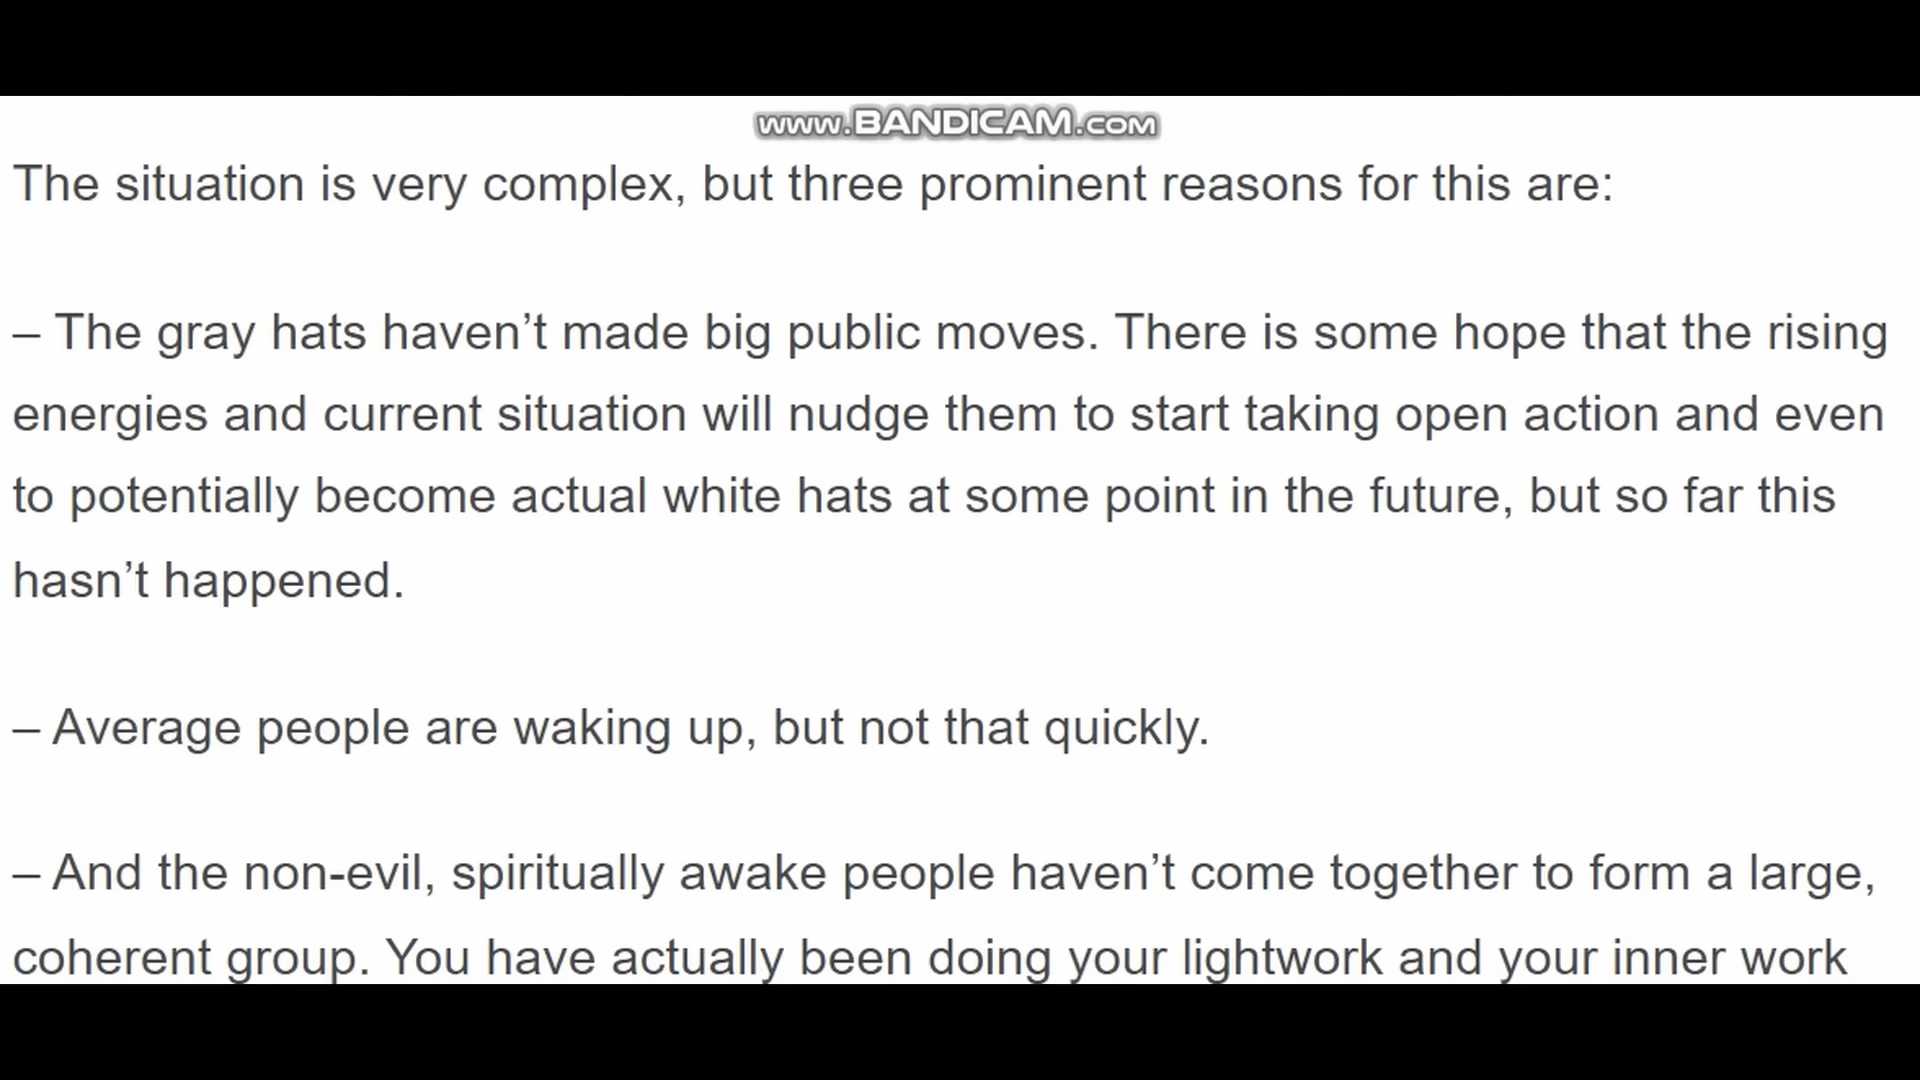 www.BANDICAM.com
The situation is very complex, but three prominent reasons for this are:
– The gray hats haven’t made big public moves. There is some hope that the rising
energies and current situation will nudge them to start taking open action and even
to potentially become actual white hats at some point in the future, but so far this
hasn’t happened.
– Average people are waking up, but not that quickly.
– And the non-evil, spiritually awake people haven’t come together to form a large,
coherent group. You have actually been doing your lightwork and your inner work